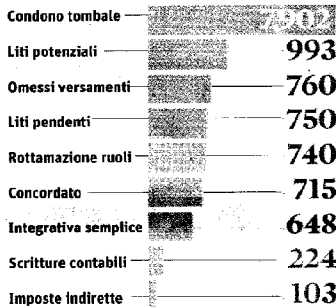 Condono tombale 7902
Liti potenziali 993
Omessi versamenti 760
Liti pendenti 750
Rottamazione ruoli 740
Concordato 715
Integrativa semplice 648
Scritture contabili 224
Imposte indirette 103